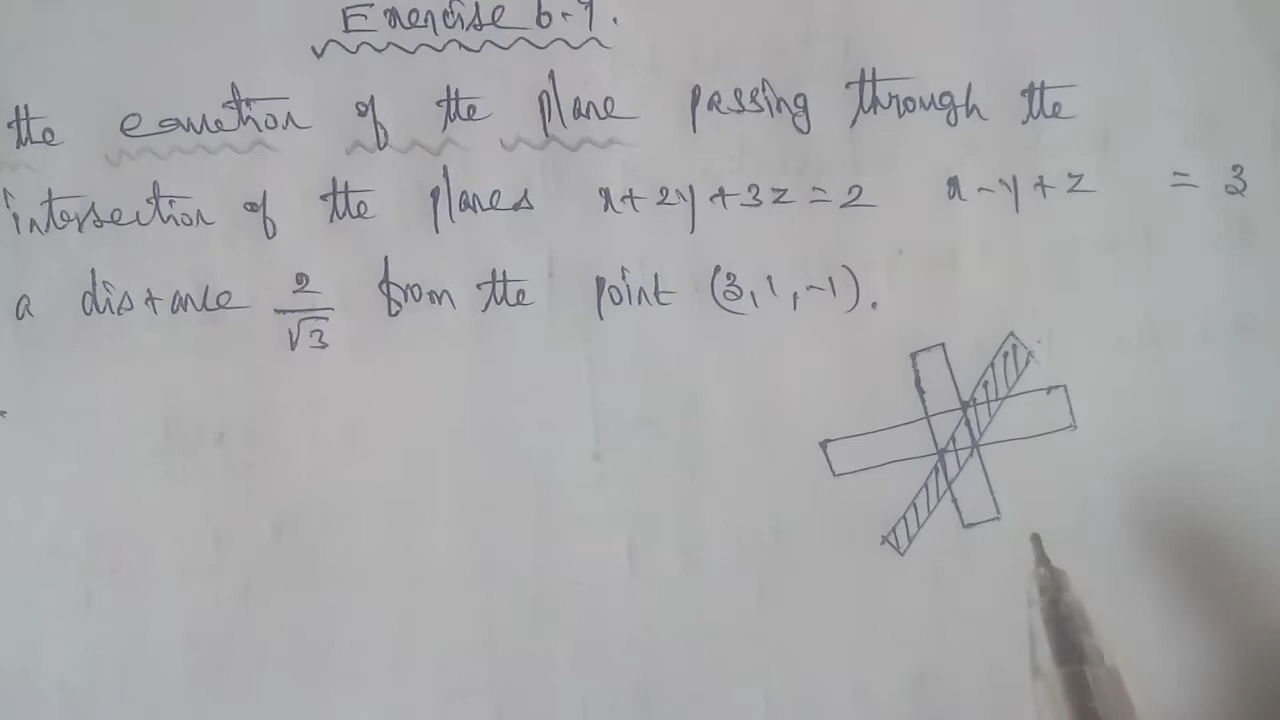 Exercise 6.9.
the equation of the plane passing through the
intersection of the planes x+2y+3z=2 x-y+z = 3
a distance 2/√3 from the point (3,1,-1).